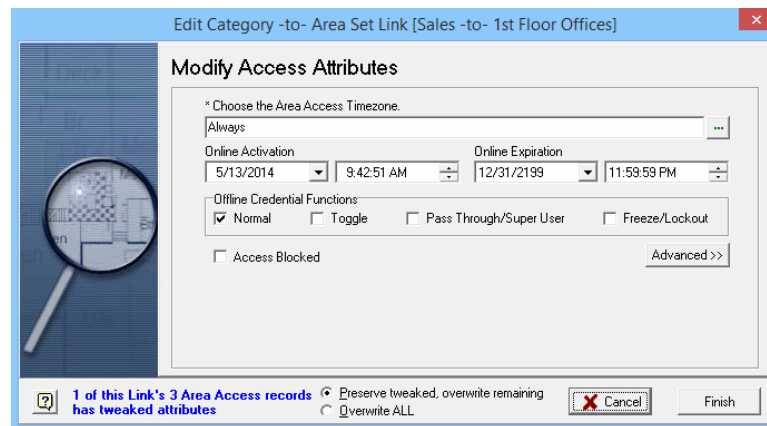 Edit Category -to- Area Set Link [Sales -to- 1st Floor Offices]
Modify Access Attributes
* Choose the Area Access Timezone.
Always
Online Activation Online Expiration
5/13/2014 9:42:51 AM 12/31/2199 11:59:59 PM
Offline Credential Functions
Normal Toggle Pass Through/Super User Freeze/Lockout
Access Blocked Advanced >>
1 of this Link's 3 Area Access records
has tweaked attributes
Preserve tweaked, overwrite remaining
Overwrite ALL
Cancel Finish